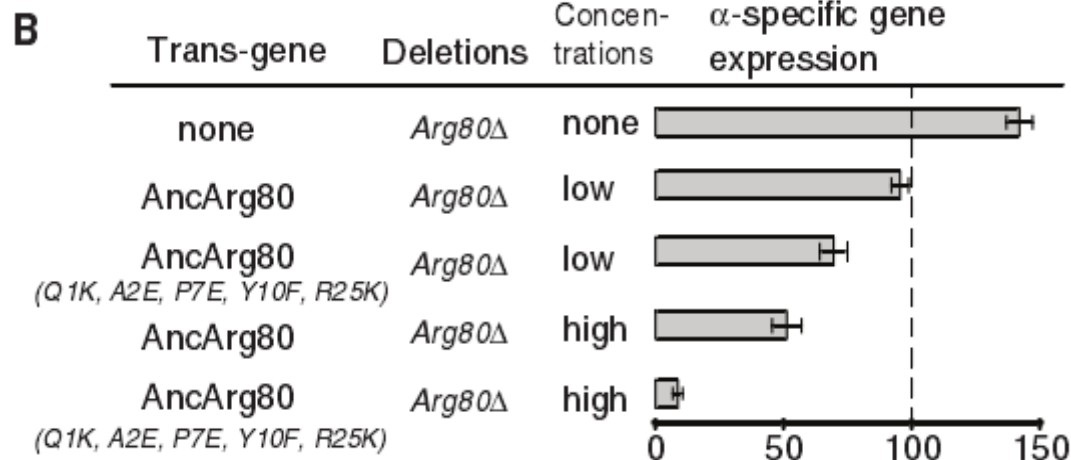 B
Trans-gene Deletions Concen-
trations α-specific gene
expression
none Arg80Δ none
AncArg80 Arg80Δ low
AncArg80 Arg80Δ low
(Q1K, A2E, P7E, Y10F, R25K)
AncArg80 Arg80Δ high
AncArg80 Arg80Δ high
(Q1K, A2E, P7E, Y10F, R25K)
0 50 100 150